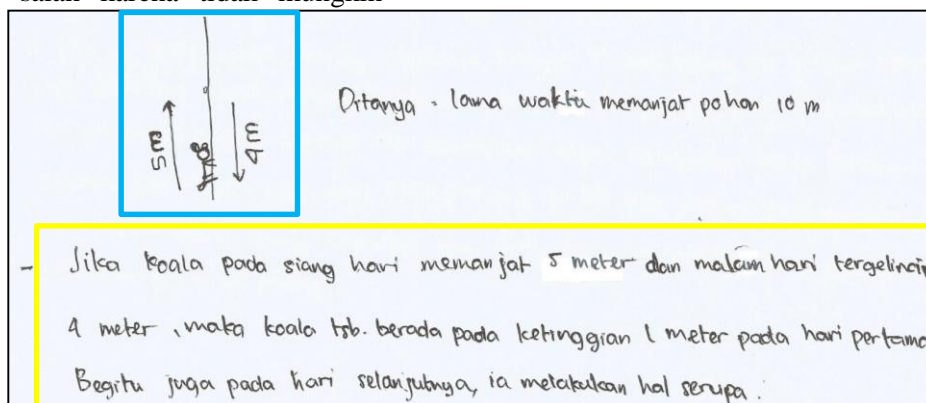 salah karena tidak mungkin
Ditanya : lama waktu memanjat pohon 10 m
5m
4m
- Jika koala pada siang hari memanjat 5 meter dan malam hari tergelincir
4 meter, maka koala tsb. berada pada ketinggian 1 meter pada hari pertama
Begitu juga pada hari selanjutnya, ia melakukan hal serupa.